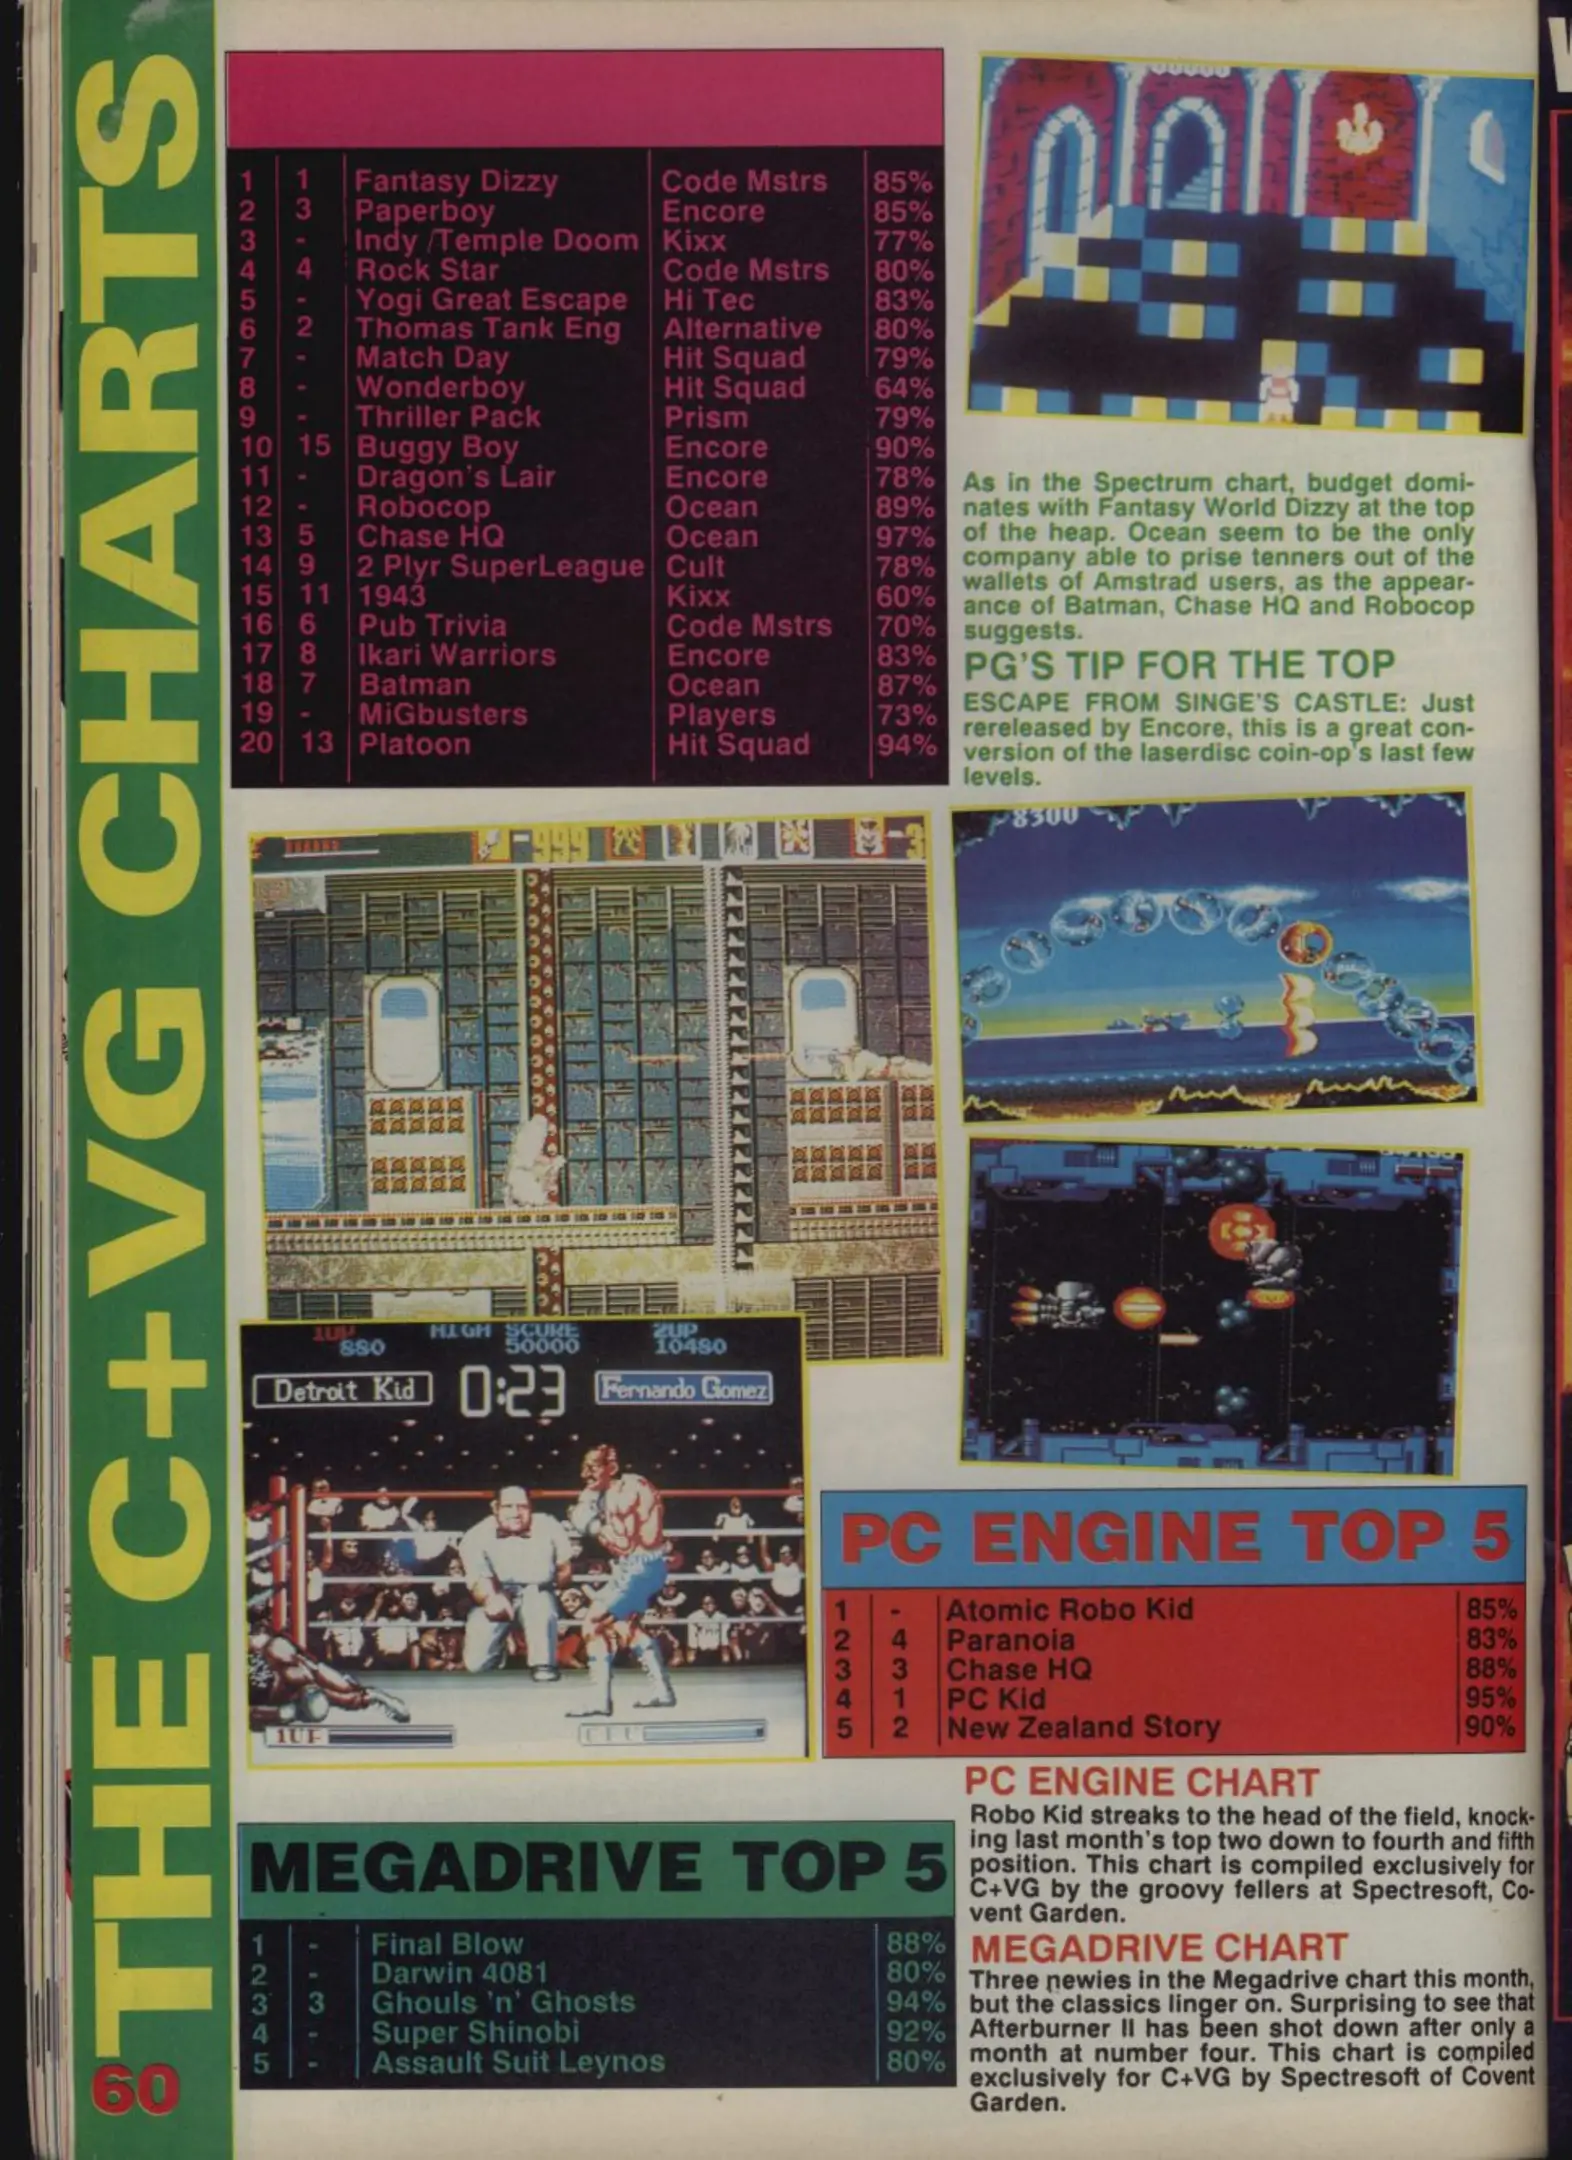 THE C+VG CHARTS
1 1 Fantasy Dizzy Code Mstrs 85%
2 3 Paperboy Encore 85%
3 - Indy /Temple Doom Kixx 77%
4 4 Rock Star Code Mstrs 80%
5 - Yogi Great Escape Hi Tec 83%
6 2 Thomas Tank Eng Alternative 80%
7 - Match Day Hit Squad 79%
8 - Wonderboy Hit Squad 64%
9 - Thriller Pack Prism 79%
10 15 Buggy Boy Encore 90%
11 - Dragon's Lair Encore 78%
12 - Robocop Ocean 89%
13 5 Chase HQ Ocean 97%
14 9 2 Plyr SuperLeague Cult 78%
15 11 1943 Kixx 60%
16 6 Pub Trivia Code Mstrs 70%
17 8 Ikari Warriors Encore 83%
18 7 Batman Ocean 87%
19 - MiGbusters Players 73%
20 13 Platoon Hit Squad 94%
As in the Spectrum chart, budget domi-
nates with Fantasy World Dizzy at the top
of the heap. Ocean seem to be the only
company able to prise tenners out of the
wallets of Amstrad users, as the appear-
ance of Batman, Chase HQ and Robocop
suggests.
PG'S TIP FOR THE TOP
ESCAPE FROM SINGE'S CASTLE: Just
rereleased by Encore, this is a great con-
version of the laserdisc coin-op's last few
levels.
-999
-3
8300
1UP HIGH SCORE 2UP
880 50000 10480
Detroit Kid 0:23 Fernando Gomez
1UP
PC ENGINE TOP 5
1 - Atomic Robo Kid 85%
2 4 Paranoia 83%
3 3 Chase HQ 88%
4 1 PC Kid 95%
5 2 New Zealand Story 90%
PC ENGINE CHART
Robo Kid streaks to the head of the field, knock-
ing last month's top two down to fourth and fifth
position. This chart is compiled exclusively for
C+VG by the groovy fellers at Spectresoft, Co-
vent Garden.
MEGADRIVE TOP 5
1 - Final Blow 88%
2 - Darwin 4081 80%
3 3 Ghouls 'n' Ghosts 94%
4 - Super Shinobi 92%
5 - Assault Suit Leynos 80%
MEGADRIVE CHART
Three newies in the Megadrive chart this month,
but the classics linger on. Surprising to see that
Afterburner II has been shot down after only a
month at number four. This chart is compiled
exclusively for C+VG by Spectresoft of Covent
Garden.
60